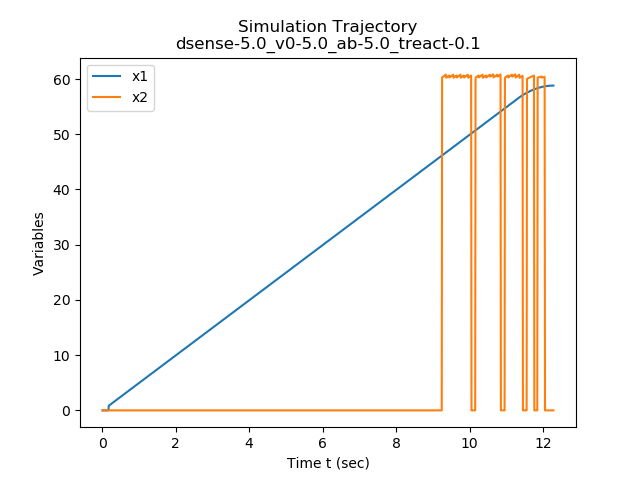 Simulation Trajectory
dsense-5.0_v0-5.0_ab-5.0_treact-0.1
x1
x2
Variables
60
50
40
30
20
10
0
0 2 4 6 8 10 12
Time t (sec)